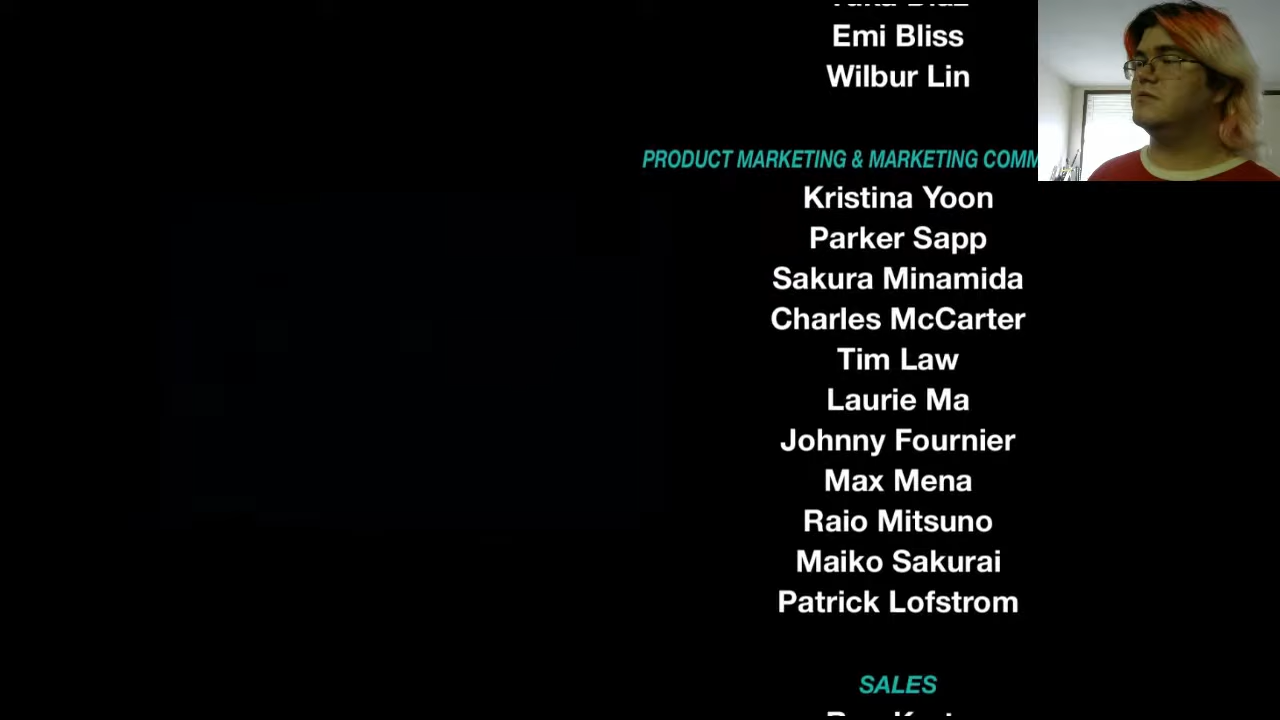 Emi Bliss
Wilbur Lin
PRODUCT MARKETING & MARKETING COMM
Kristina Yoon
Parker Sapp
Sakura Minamida
Charles McCarter
Tim Law
Laurie Ma
Johnny Fournier
Max Mena
Raio Mitsuno
Maiko Sakurai
Patrick Lofstrom
SALES